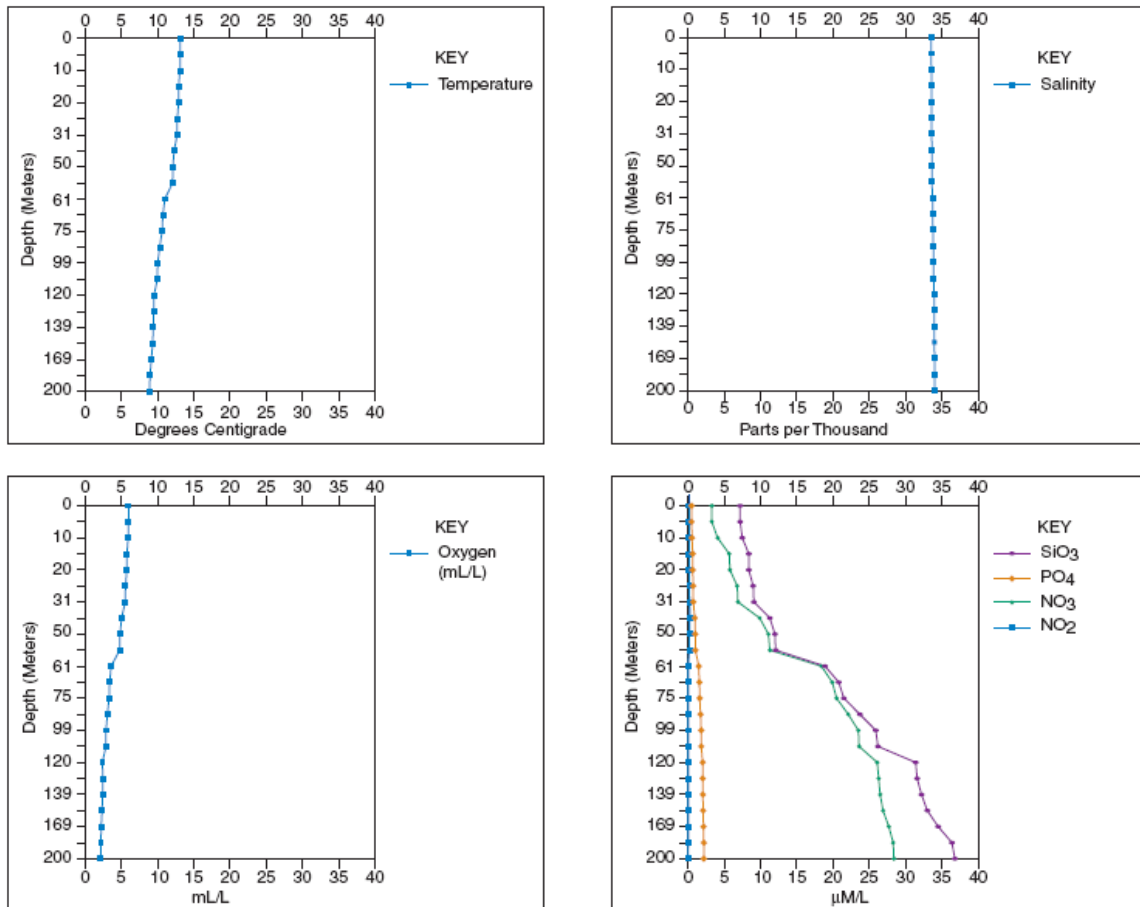 0 5 10 15 20 25 30 35 40
0
10
20
31
50
61
75
99
120
139
169
200
Depth (Meters)
0 5 10 15 20 25 30 35 40
Degrees Centigrade
KEY
Temperature
0 5 10 15 20 25 30 35 40
0
10
20
31
50
61
75
99
120
139
169
200
Depth (Meters)
0 5 10 15 20 25 30 35 40
Parts per Thousand
KEY
Salinity
0 5 10 15 20 25 30 35 40
0
10
20
31
50
61
75
99
120
139
169
200
Depth (Meters)
0 5 10 15 20 25 30 35 40
mL/L
KEY
Oxygen
(mL/L)
0 5 10 15 20 25 30 35 40
0
10
20
31
50
61
75
99
120
139
169
200
Depth (Meters)
0 5 10 15 20 25 30 35 40
µM/L
KEY
SiO3
PO4
NO3
NO2